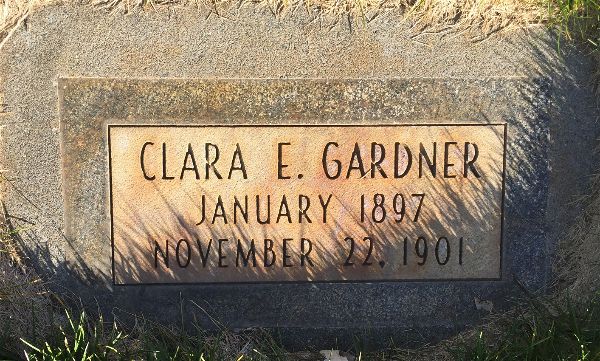 CLARA E. GARDNER
JANUARY 1897
NOVEMBER 22, 1901